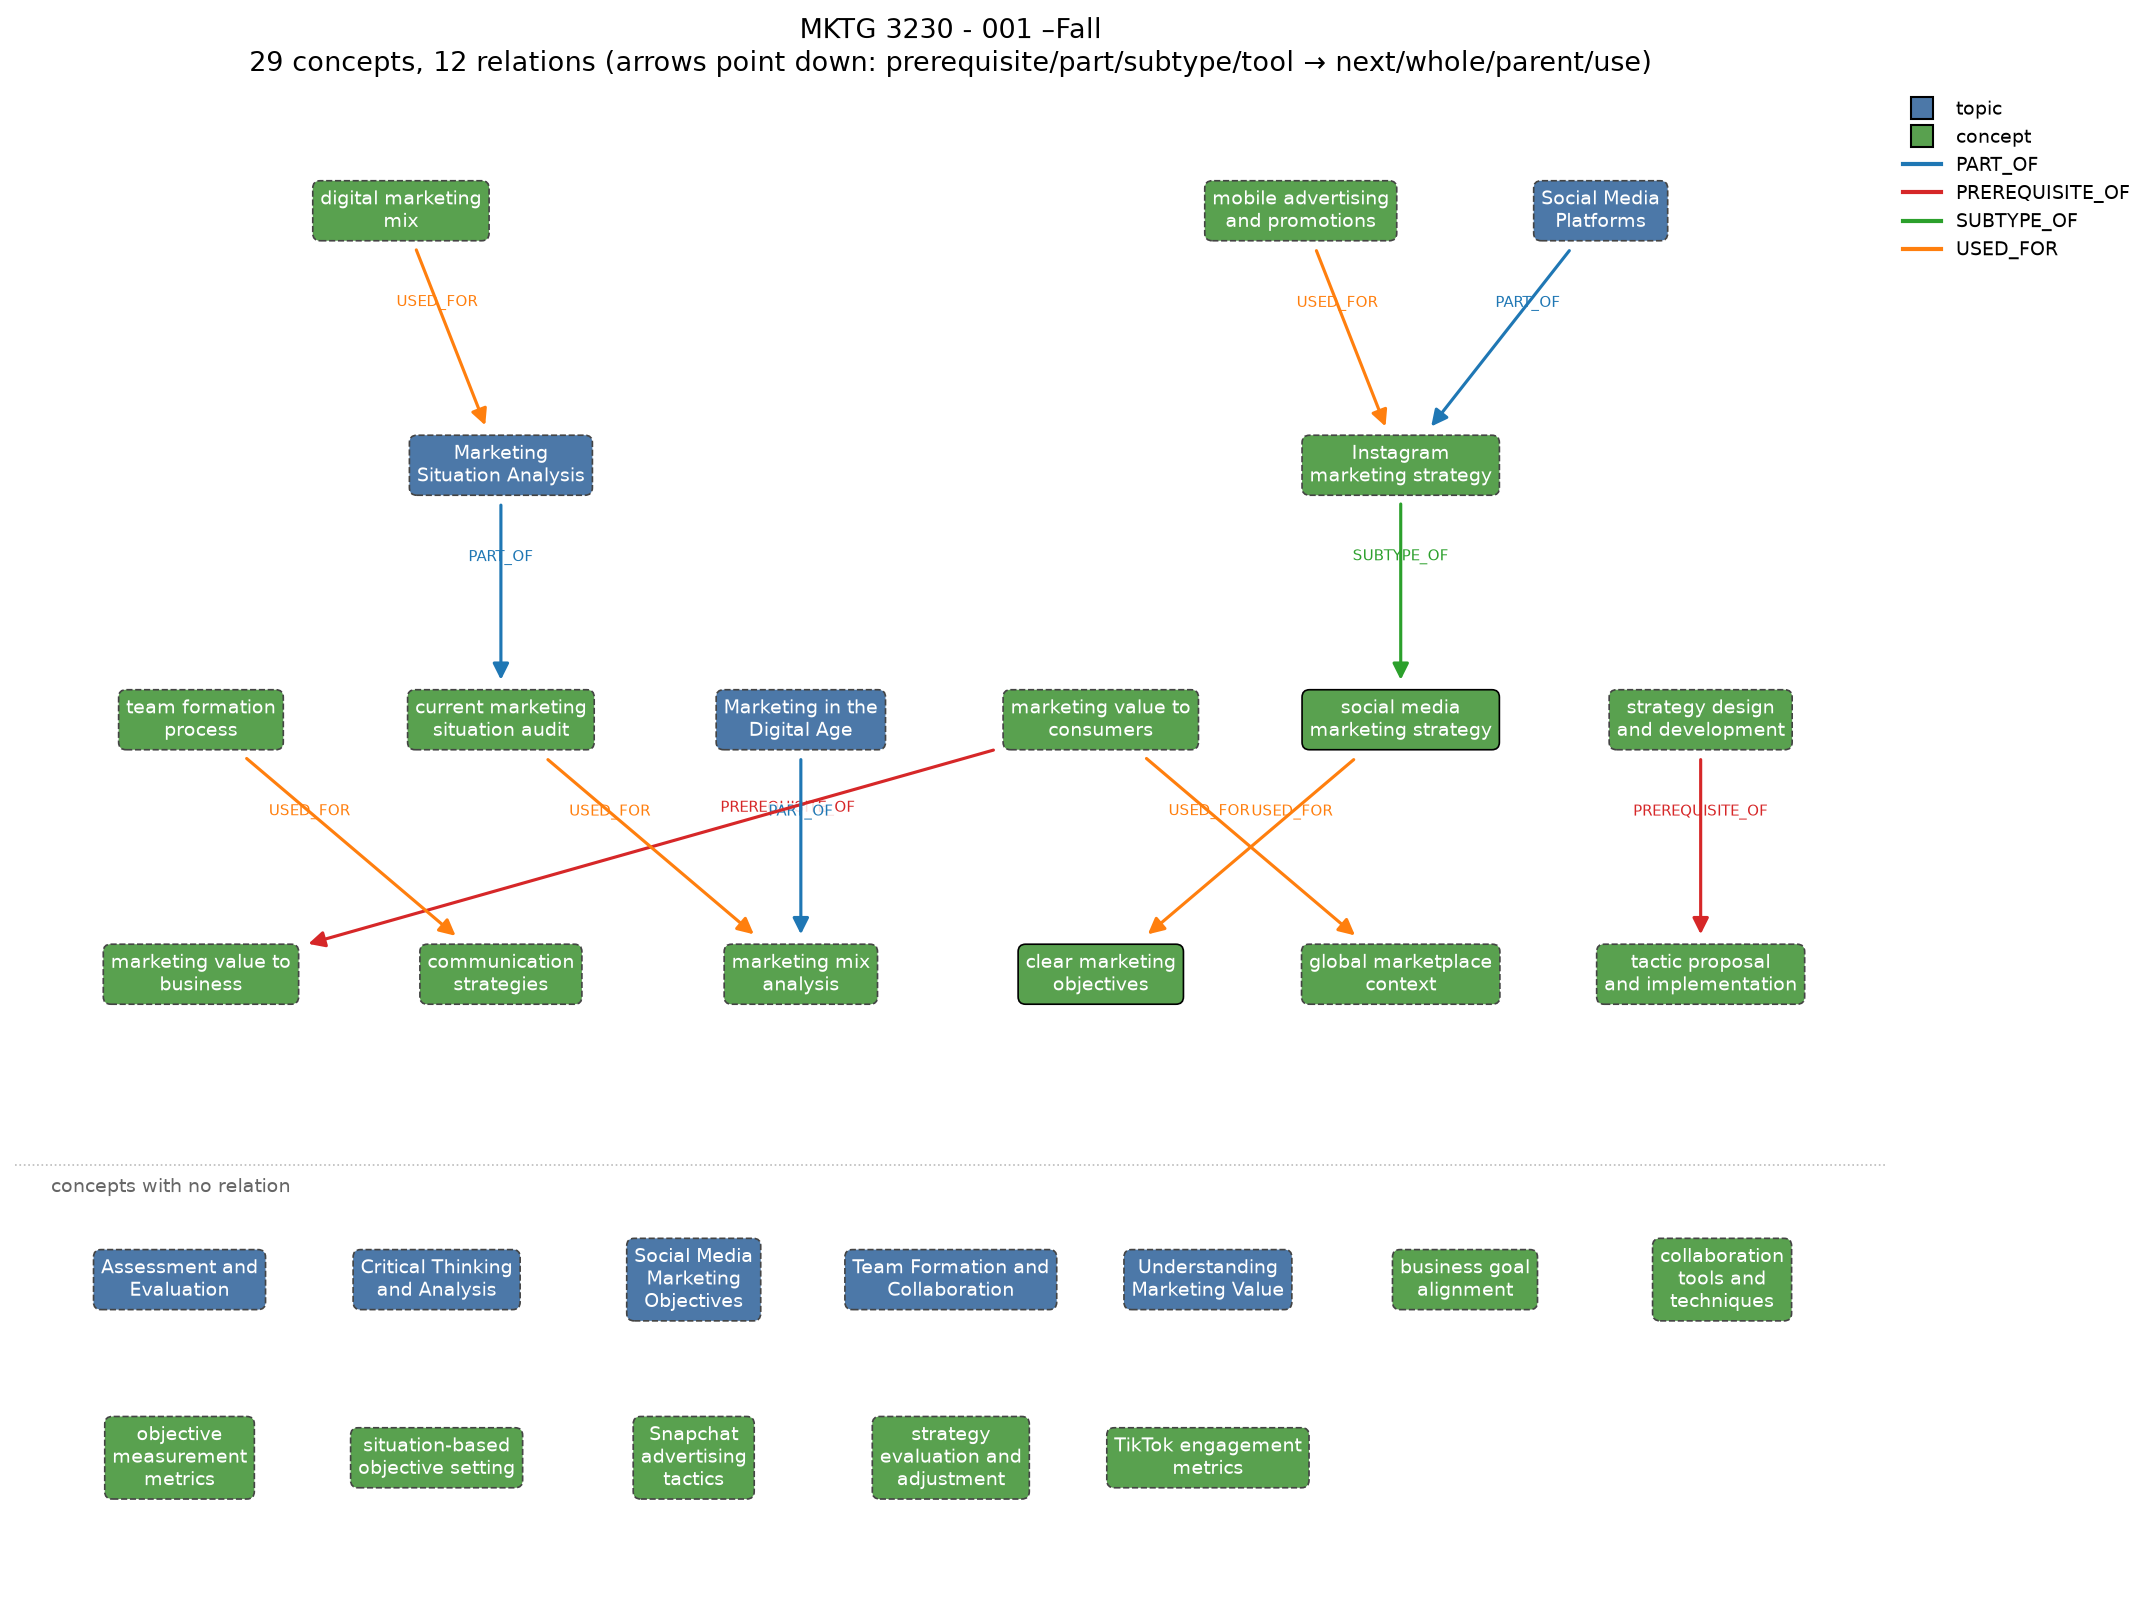 MKTG 3230 - 001 –Fall
29 concepts, 12 relations (arrows point down: prerequisite/part/subtype/tool → next/whole/parent/use)
topic
concept
PART_OF
PREREQUISITE_OF
SUBTYPE_OF
USED_FOR
digital marketing
mix
mobile advertising
and promotions
Social Media
Platforms
USED_FOR
USED_FOR
PART_OF
Marketing
Situation Analysis
Instagram
marketing strategy
PART_OF
SUBTYPE_OF
team formation
process
current marketing
situation audit
Marketing in the
Digital Age
marketing value to
consumers
social media
marketing strategy
strategy design
and development
USED_FOR
USED_FOR
PREREQUISITE_OF
PART_OF
USED_FOR
USED_FOR
PREREQUISITE_OF
marketing value to
business
communication
strategies
marketing mix
analysis
clear marketing
objectives
global marketplace
context
tactic proposal
and implementation
concepts with no relation
Assessment and
Evaluation
Critical Thinking
and Analysis
Social Media
Marketing
Objectives
Team Formation and
Collaboration
Understanding
Marketing Value
business goal
alignment
collaboration
tools and
techniques
objective
measurement
metrics
situation-based
objective setting
Snapchat
advertising
tactics
strategy
evaluation and
adjustment
TikTok engagement
metrics